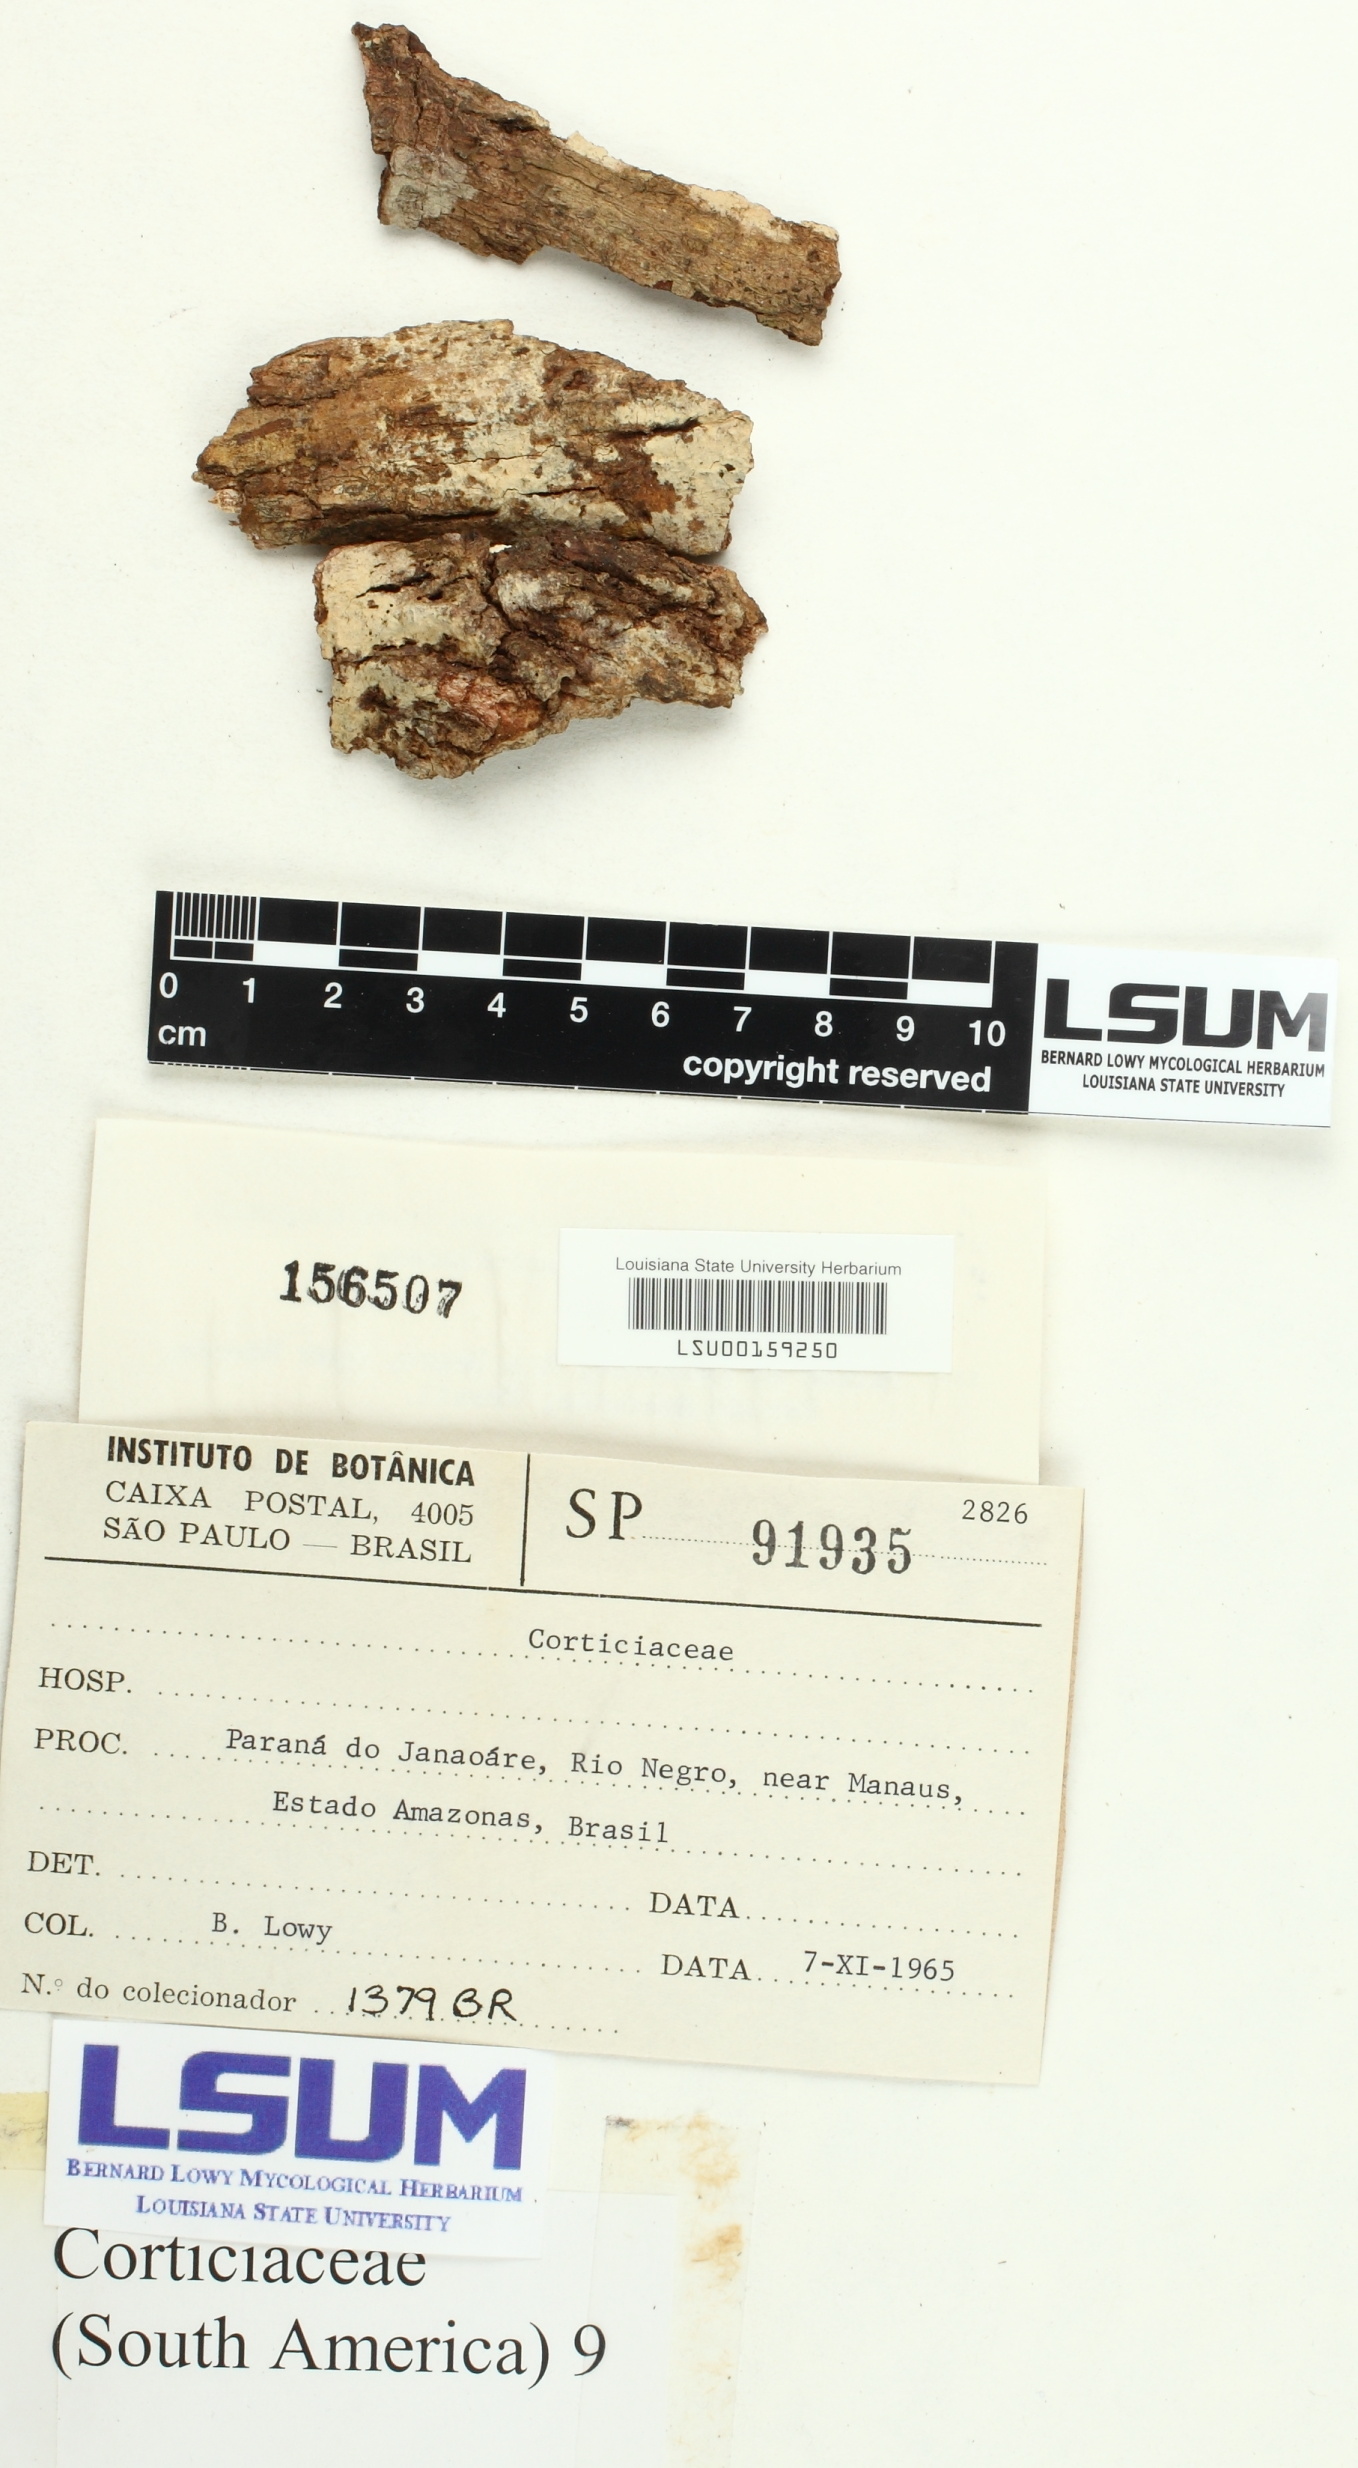 0 1 2 3 4 5 6 7 8 9 10
cm
copyright reserved
LSUM
BERNARD LOWY MYCOLOGICAL HERBARIUM
LOUISIANA STATE UNIVERSITY
156507
Louisiana State University Herbarium
LSU00159250
INSTITUTO DE BOTÂNICA
CAIXA POSTAL, 4005
SÃO PAULO — BRASIL
SP 91935
2826
Corticiaceae
HOSP.
PROC. Paraná do Janaoáre, Rio Negro, near Manaus,
Estado Amazonas, Brasil
DET. DATA
COL. B. Lowy DATA 7-XI-1965
N.º do colecionador 1379 BR
LSUM
BERNARD LOWY MYCOLOGICAL HERBARIUM
LOUISIANA STATE UNIVERSITY
Corticiaceae
(South America) 9